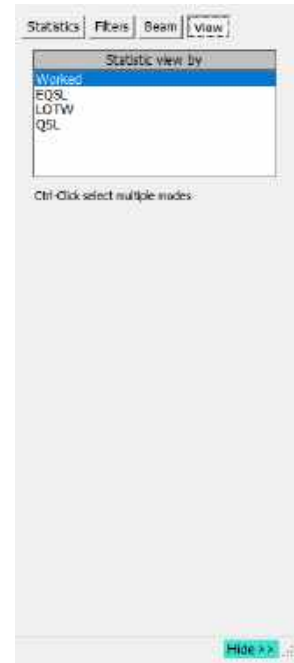 Statistics Filters Beam View
Statistic view by
Worked
EQSL
LOTW
QSL
Ctrl-Click select multiple modes
Hide >>